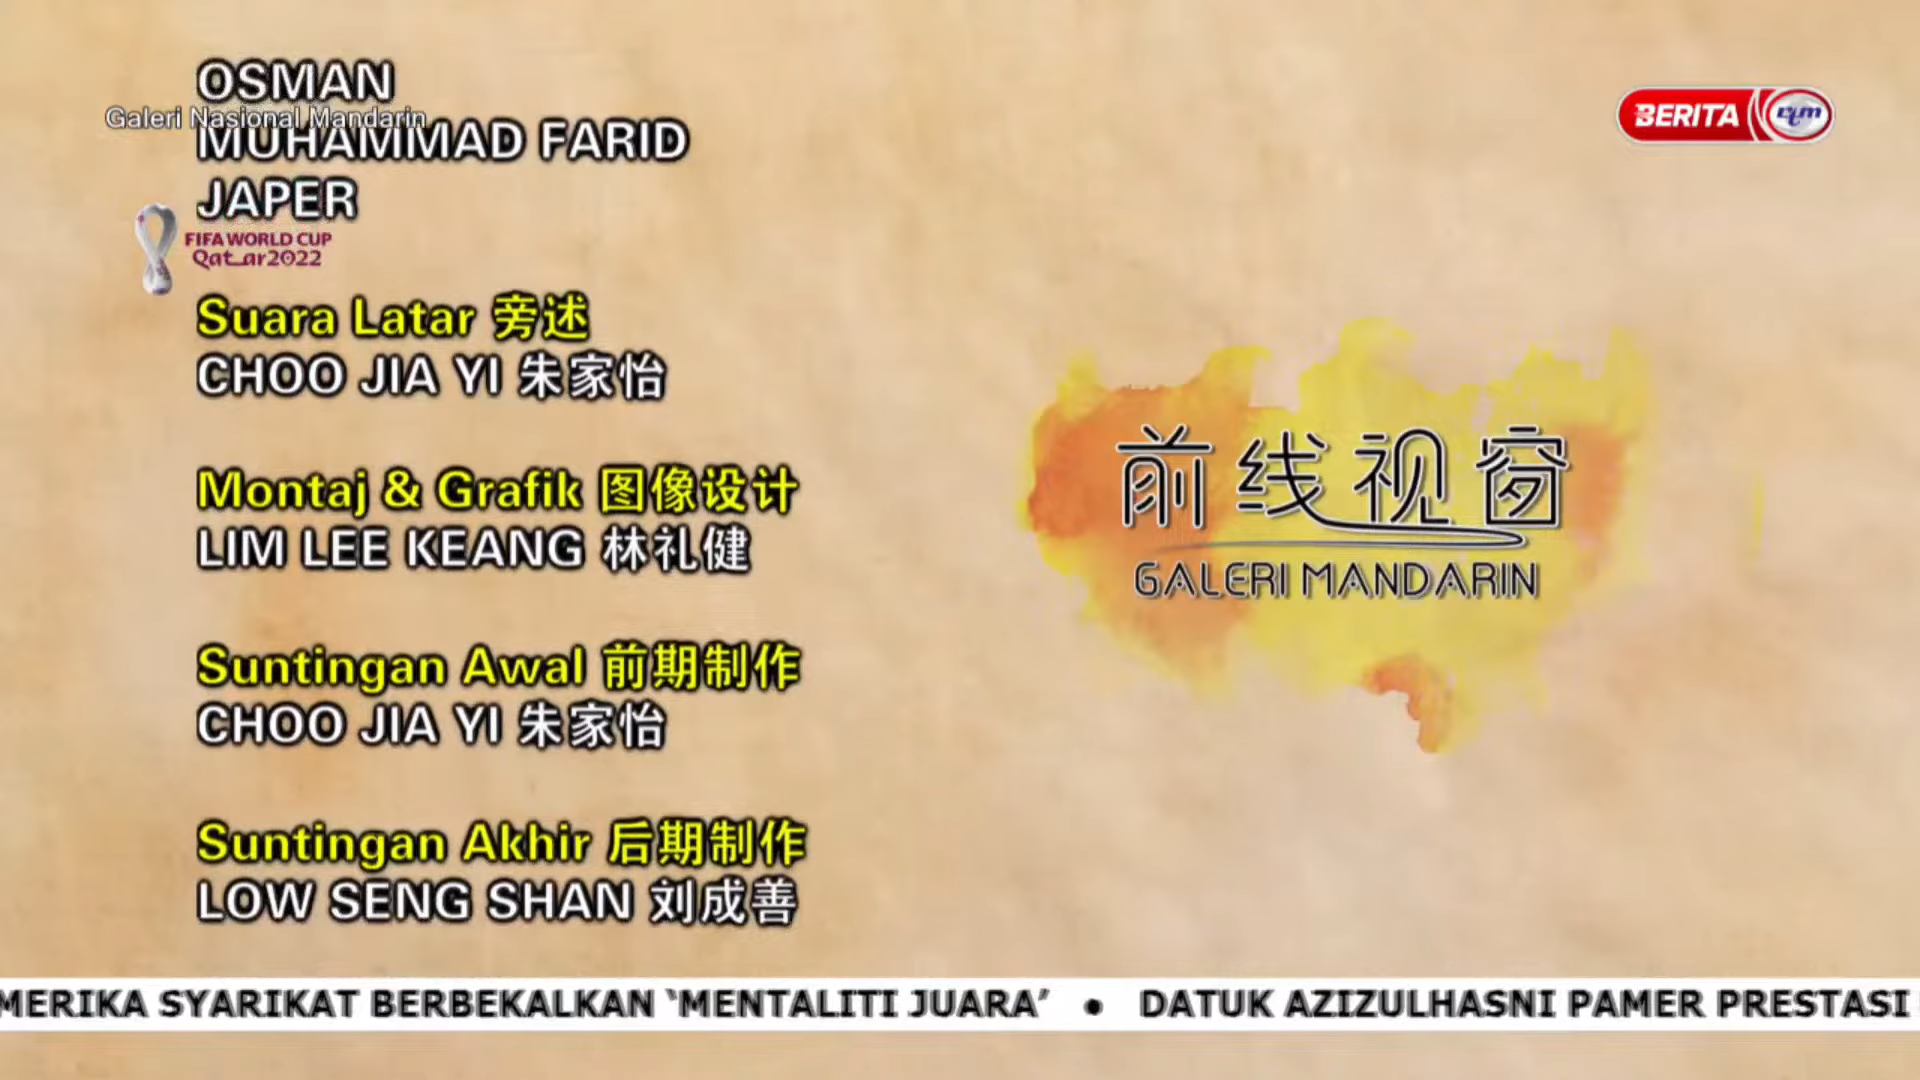 OSMAN
Galeri Nasional Mandarin
MUHAMMAD FARID
JAPER
FIFA WORLD CUP
Qatar2022
Suara Latar 旁述
CHOO JIA YI 朱家怡
Montaj & Grafik 图像设计
LIM LEE KEANG 林礼健
Suntingan Awal 前期制作
CHOO JIA YI 朱家怡
Suntingan Akhir 后期制作
LOW SENG SHAN 刘成善
BERITA rtm
前线视窗
GALERI MANDARIN
MERIKA SYARIKAT BERBEKALKAN ‘MENTALITI JUARA’ • DATUK AZIZULHASNI PAMER PRESTASI